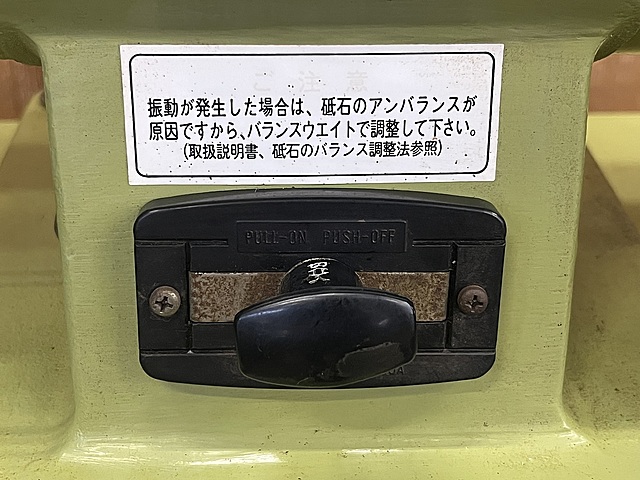 ご注意
振動が発生した場合は、砥石のアンバランスが
原因ですから、バランスウエイトで調整して下さい。
(取扱説明書、砥石のバランス調整法参照)
PULL-ON PUSH-OFF